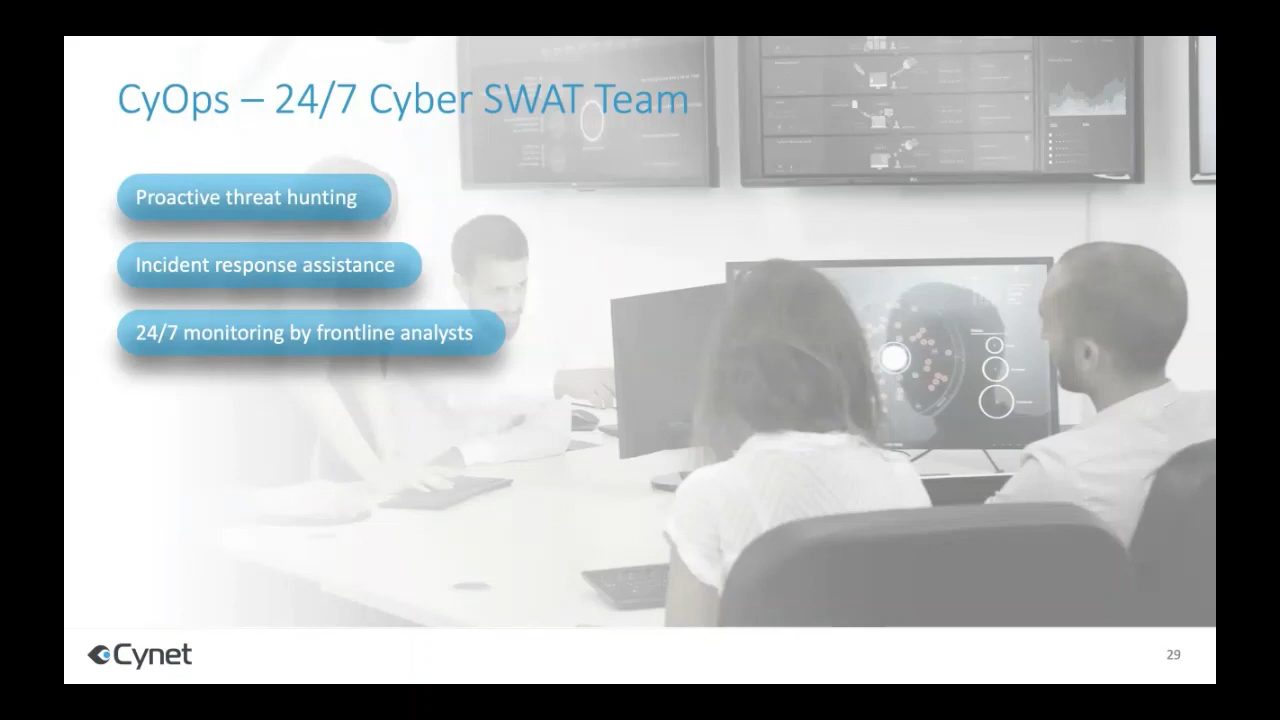 CyOps – 24/7 Cyber SWAT Team
Proactive threat hunting
Incident response assistance
24/7 monitoring by frontline analysts
Cynet
29